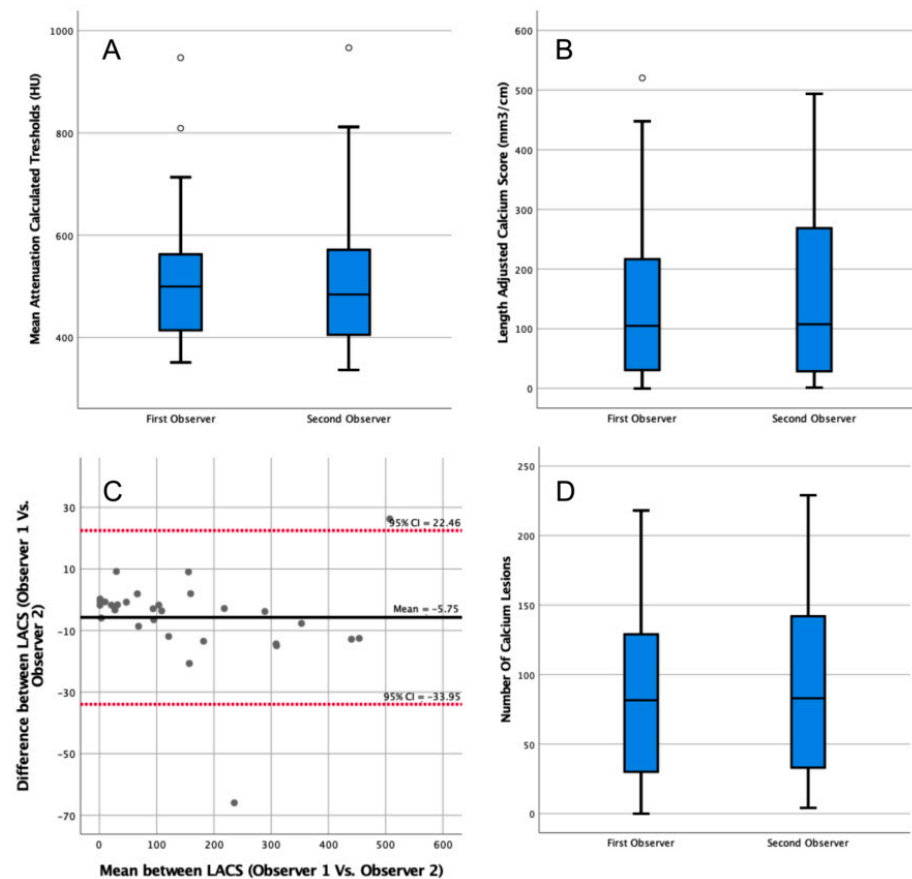 A
Mean Attenuation Calculated Tresholds (HU)
1000
800
600
400
First Observer
Second Observer
B
Length Adjusted Calcium Score (mm3/cm)
600
500
400
300
200
100
0
First Observer
Second Observer
C
Difference between LACS (Observer 1 Vs.
Observer 2)
30
10
-10
-30
-50
-70
95% CI = 22.46
Mean = -5.75
95% CI = -33.95
0
100
200
300
400
500
600
Mean between LACS (Observer 1 Vs. Observer 2)
D
Number Of Calcium Lesions
250
200
150
100
50
0
First Observer
Second Observer